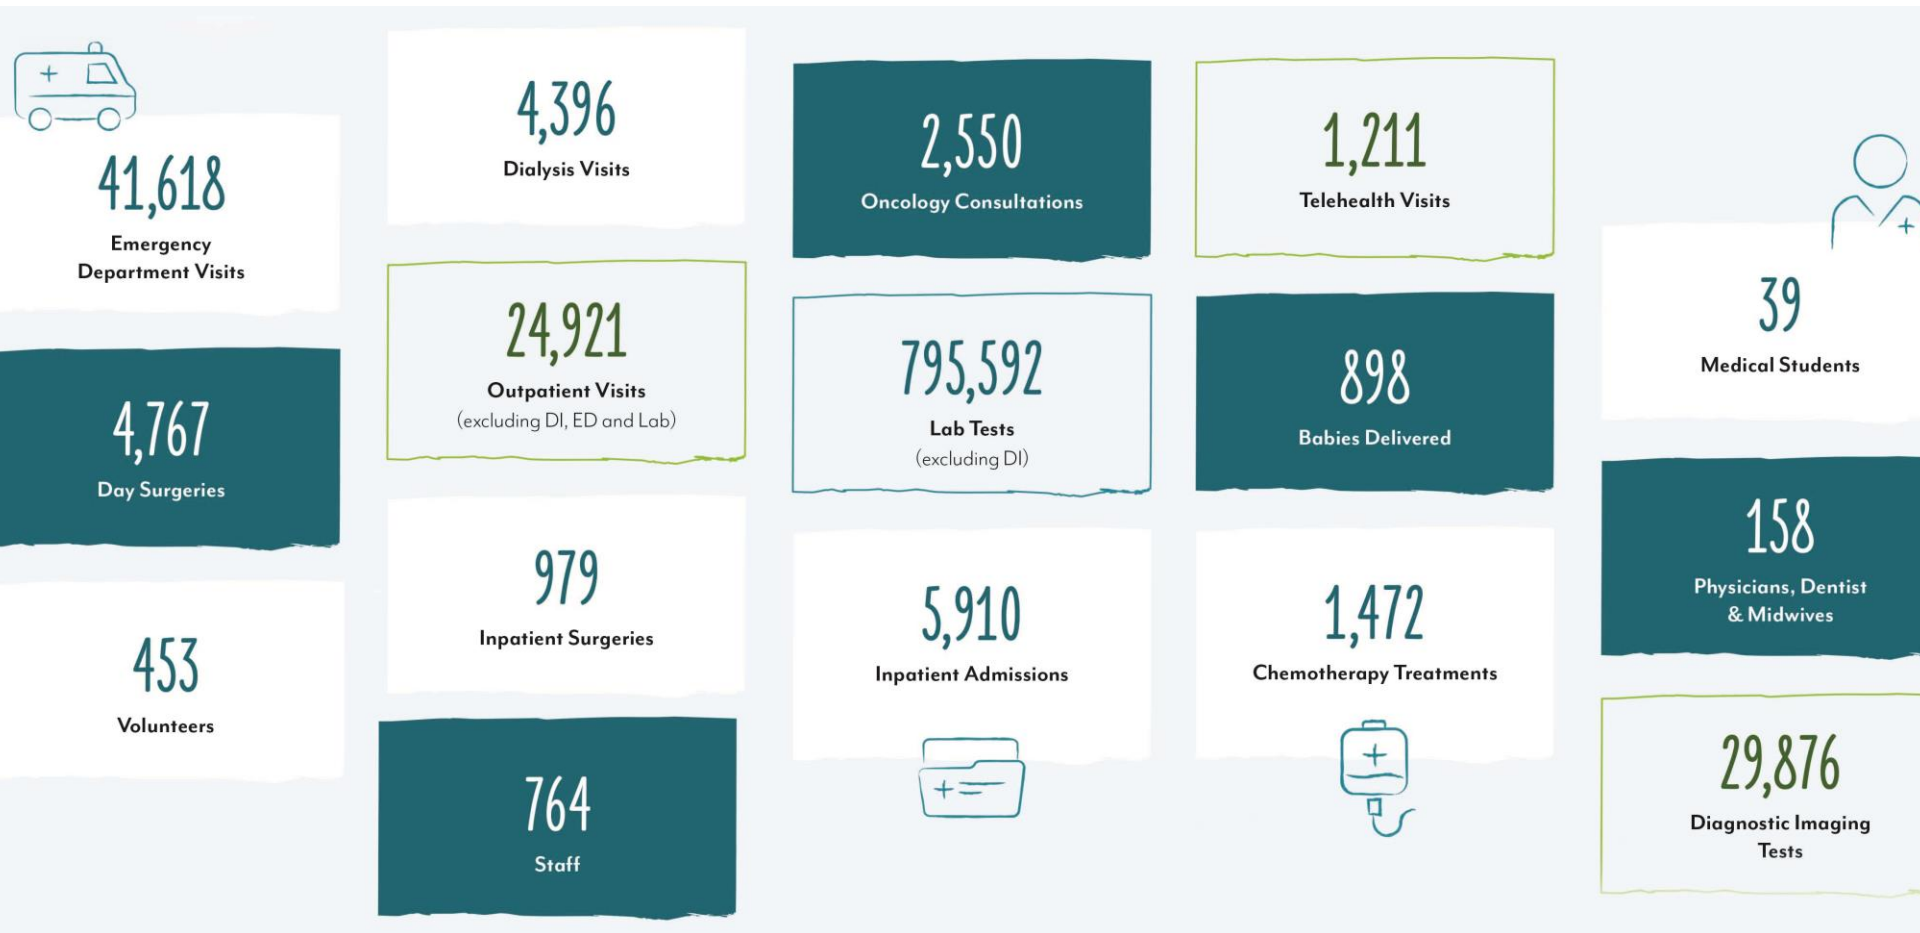 41,618
Emergency
Department Visits
4,767
Day Surgeries
453
Volunteers
4,396
Dialysis Visits
24,921
Outpatient Visits
(excluding DI, ED and Lab)
979
Inpatient Surgeries
764
Staff
2,550
Oncology Consultations
795,592
Lab Tests
(excluding DI)
5,910
Inpatient Admissions
1,211
Telehealth Visits
898
Babies Delivered
1,472
Chemotherapy Treatments
39
Medical Students
158
Physicians, Dentist
& Midwives
29,876
Diagnostic Imaging
Tests